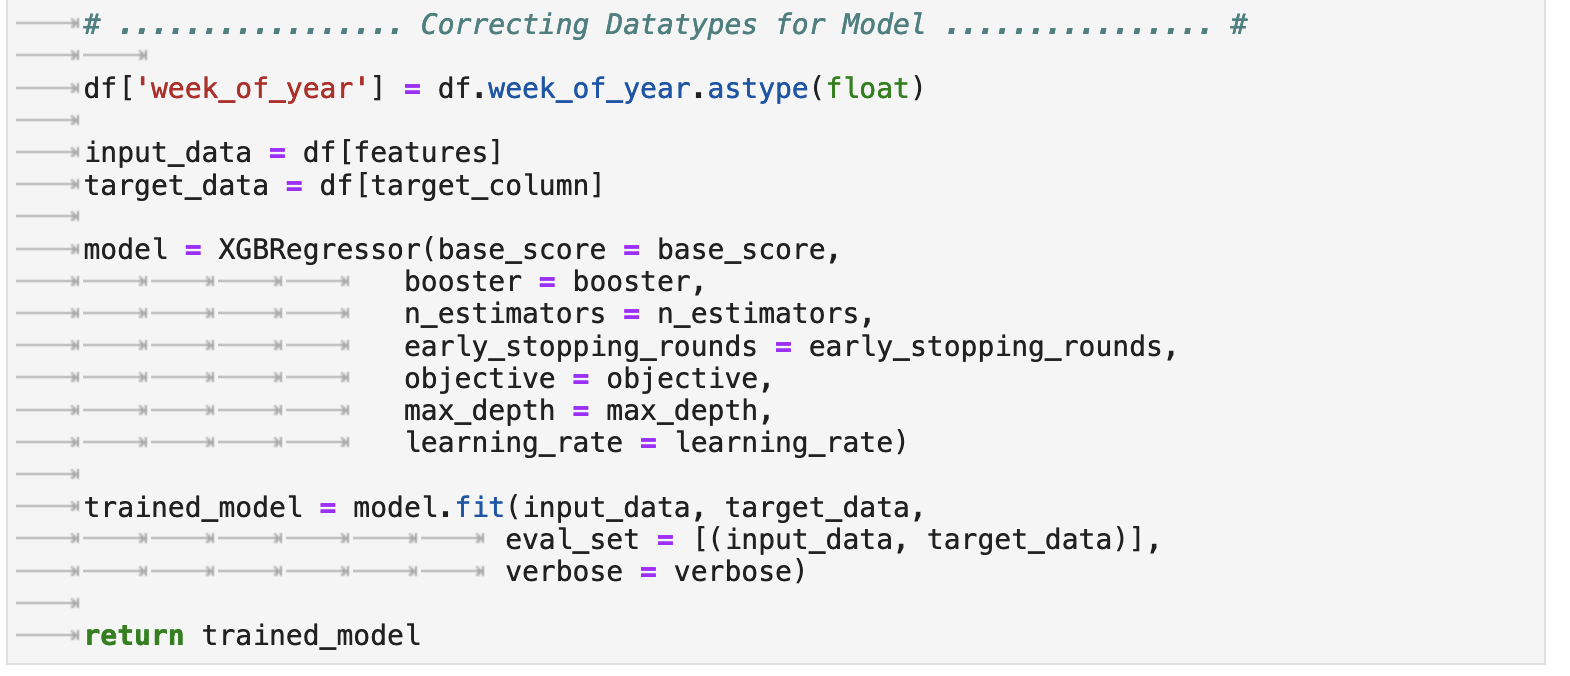 # ................. Correcting Datatypes for Model ................ #
df['week_of_year'] = df.week_of_year.astype(float)
input_data = df[features]
target_data = df[target_column]
model = XGBRegressor(base_score = base_score,
booster = booster,
n_estimators = n_estimators,
early_stopping_rounds = early_stopping_rounds,
objective = objective,
max_depth = max_depth,
learning_rate = learning_rate)
trained_model = model.fit(input_data, target_data,
eval_set = [(input_data, target_data)],
verbose = verbose)
return trained_model